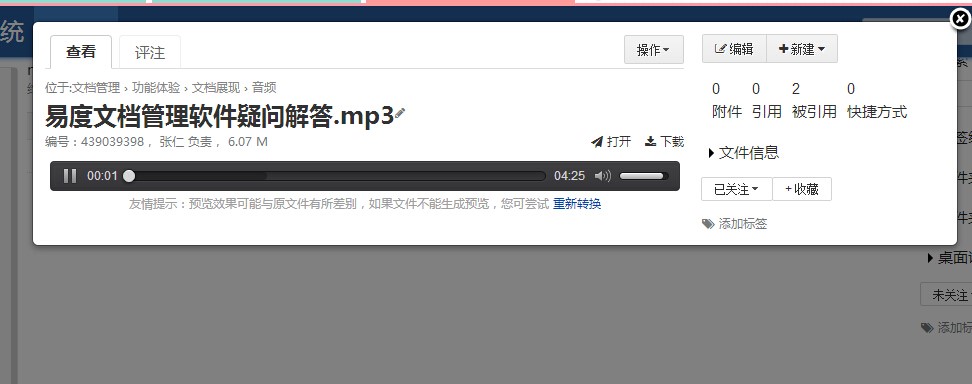 统
查看 评注 操作 编辑 新建
位于:文档管理 › 功能体验 › 文档展现 › 音频
易度文档管理软件疑问解答.mp3
编号：439039398， 张仁 负责， 6.07 M 打开 下载
00:01 04:25
友情提示：预览效果可能与原文件有所差别，如果文件不能生成预览，您可尝试 重新转换
0 0 2 0
附件 引用 被引用 快捷方式
文件信息
已关注 +收藏
添加标签
桌面
未关注
添加标